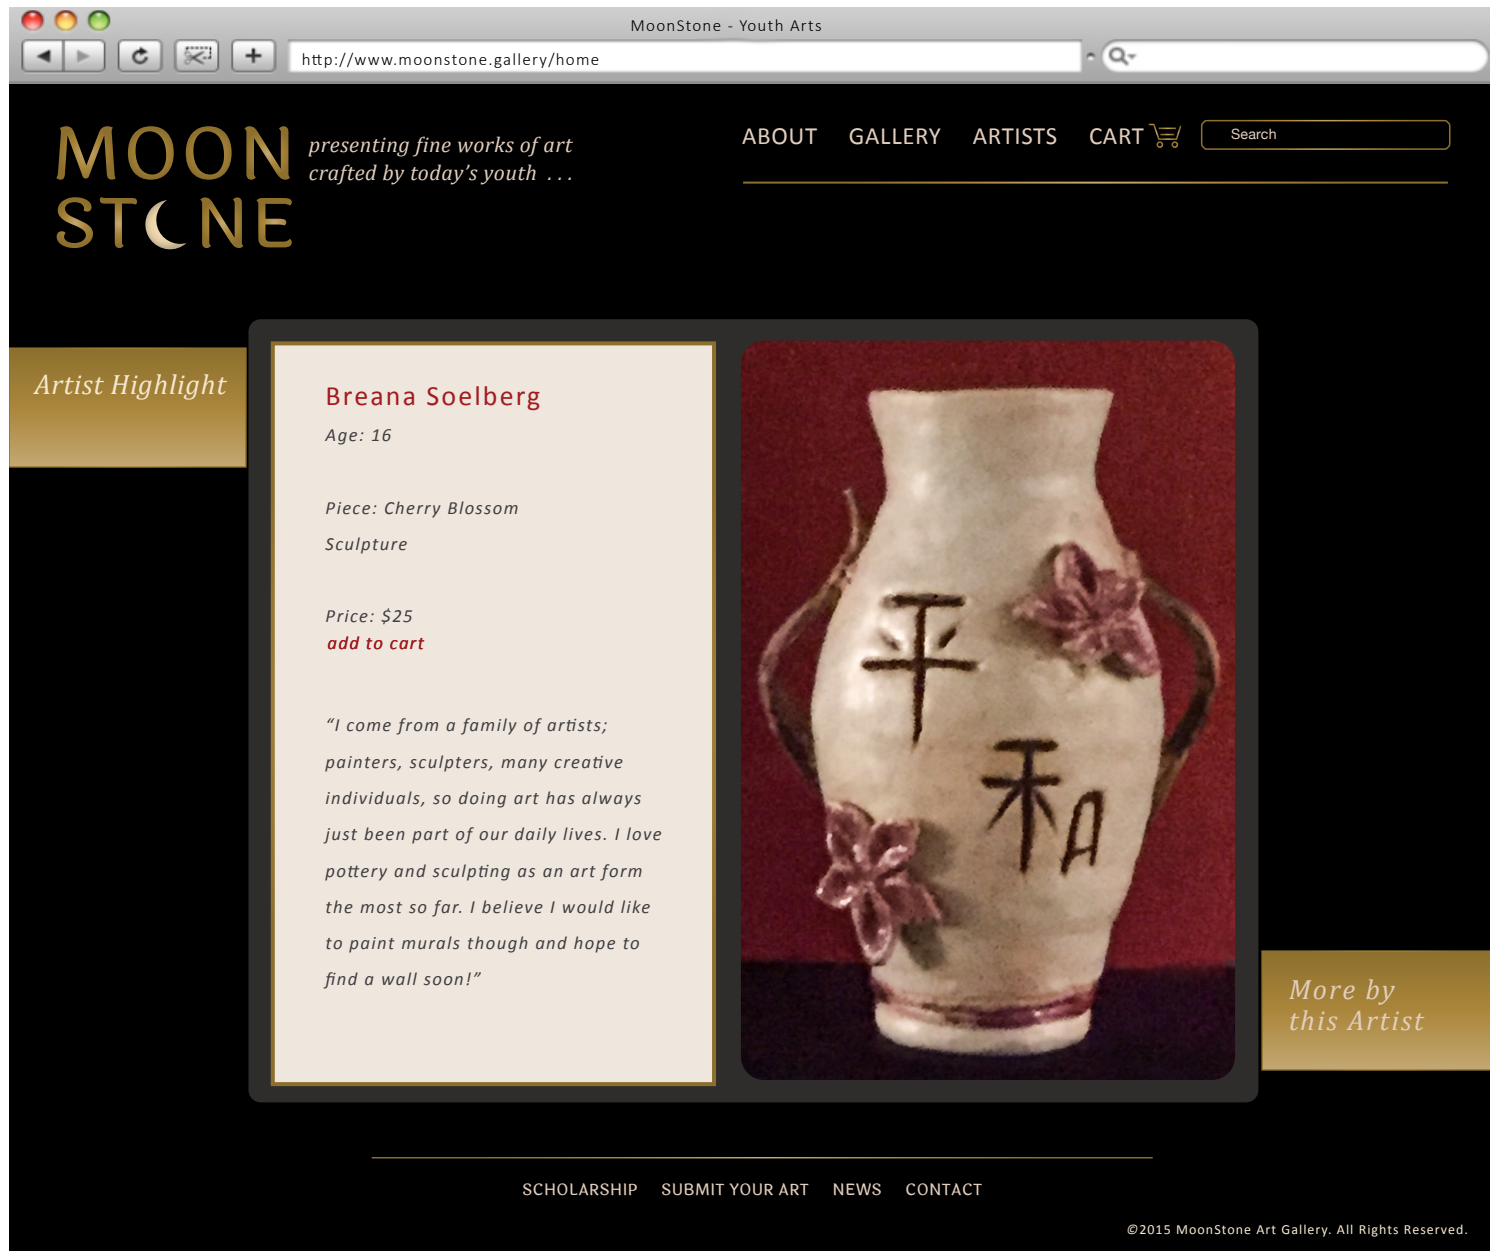 MoonStone - Youth Arts
http://www.moonstone.gallery/home
MOON
STONE
presenting fine works of art
crafted by today's youth . . .
ABOUT GALLERY ARTISTS CART
Search
Artist Highlight
Breana Soelberg
Age: 16
Piece: Cherry Blossom
Sculpture
Price: $25
add to cart
“I come from a family of artists;
painters, sculpters, many creative
individuals, so doing art has always
just been part of our daily lives. I love
pottery and sculpting as an art form
the most so far. I believe I would like
to paint murals though and hope to
find a wall soon!”
平
和
More by
this Artist
SCHOLARSHIP SUBMIT YOUR ART NEWS CONTACT
©2015 MoonStone Art Gallery. All Rights Reserved.